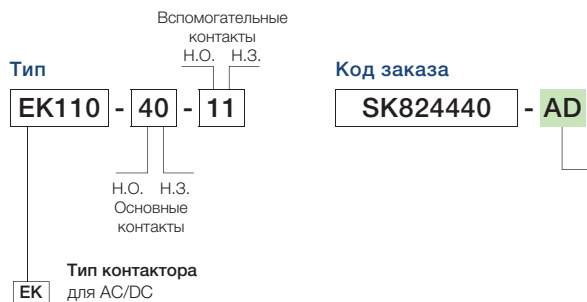 Вспомогательные
контакты
Н.О. Н.З.
Тип
Код заказа
EK110 - 40 - 11
SK824440 - AD
Н.О. Н.З.
Основные
контакты
Тип контактора
EK для AC/DC